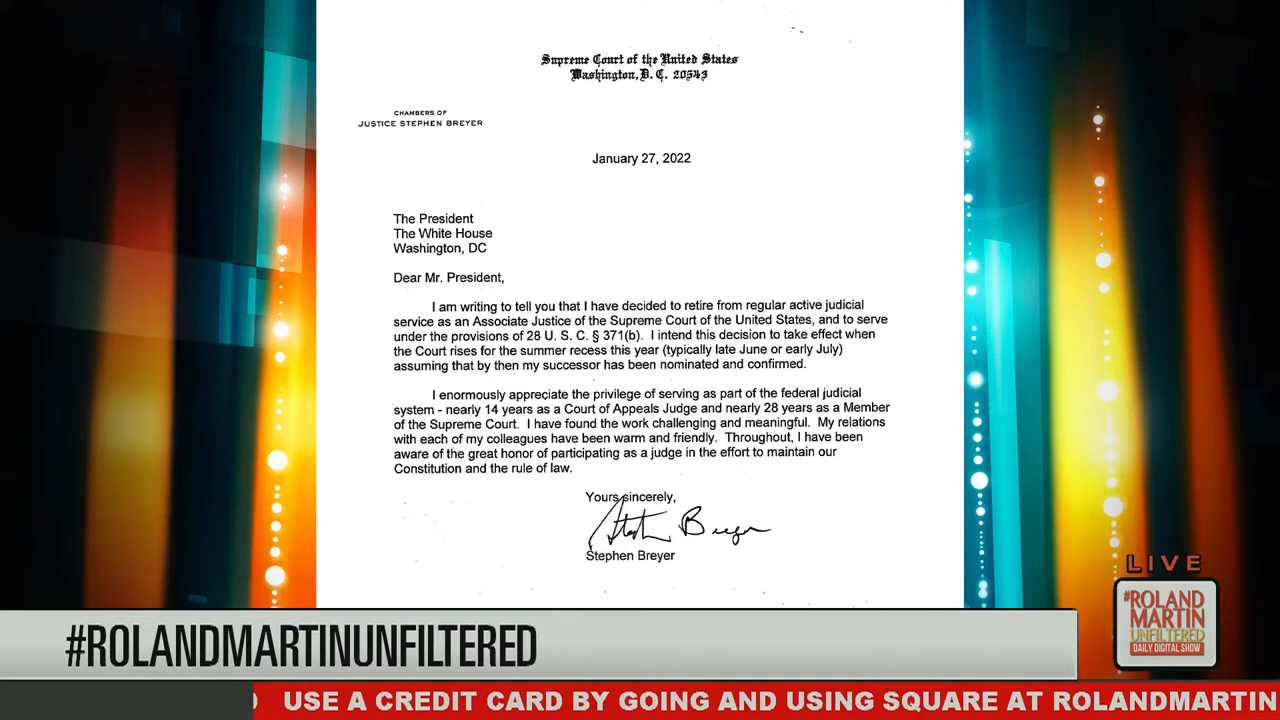 Supreme Court of the United States
Washington, D. C. 20543
CHAMBERS OF
JUSTICE STEPHEN BREYER
January 27, 2022
The President
The White House
Washington, DC
Dear Mr. President,
I am writing to tell you that I have decided to retire from regular active judicial
service as an Associate Justice of the Supreme Court of the United States, and to serve
under the provisions of 28 U. S. C. § 371(b). I intend this decision to take effect when
the Court rises for the summer recess this year (typically late June or early July)
assuming that by then my successor has been nominated and confirmed.
I enormously appreciate the privilege of serving as part of the federal judicial
system - nearly 14 years as a Court of Appeals Judge and nearly 28 years as a Member
of the Supreme Court. I have found the work challenging and meaningful. My relations
with each of my colleagues have been warm and friendly. Throughout, I have been
aware of the great honor of participating as a judge in the effort to maintain our
Constitution and the rule of law.
Yours sincerely,
Stephen Breyer
Stephen Breyer
LIVE
#ROLAND
MARTIN
UNFILTERED
DAILY DIGITAL SHOW
#ROLANDMARTINUNFILTERED
USE A CREDIT CARD BY GOING AND USING SQUARE AT ROLANDMARTIN